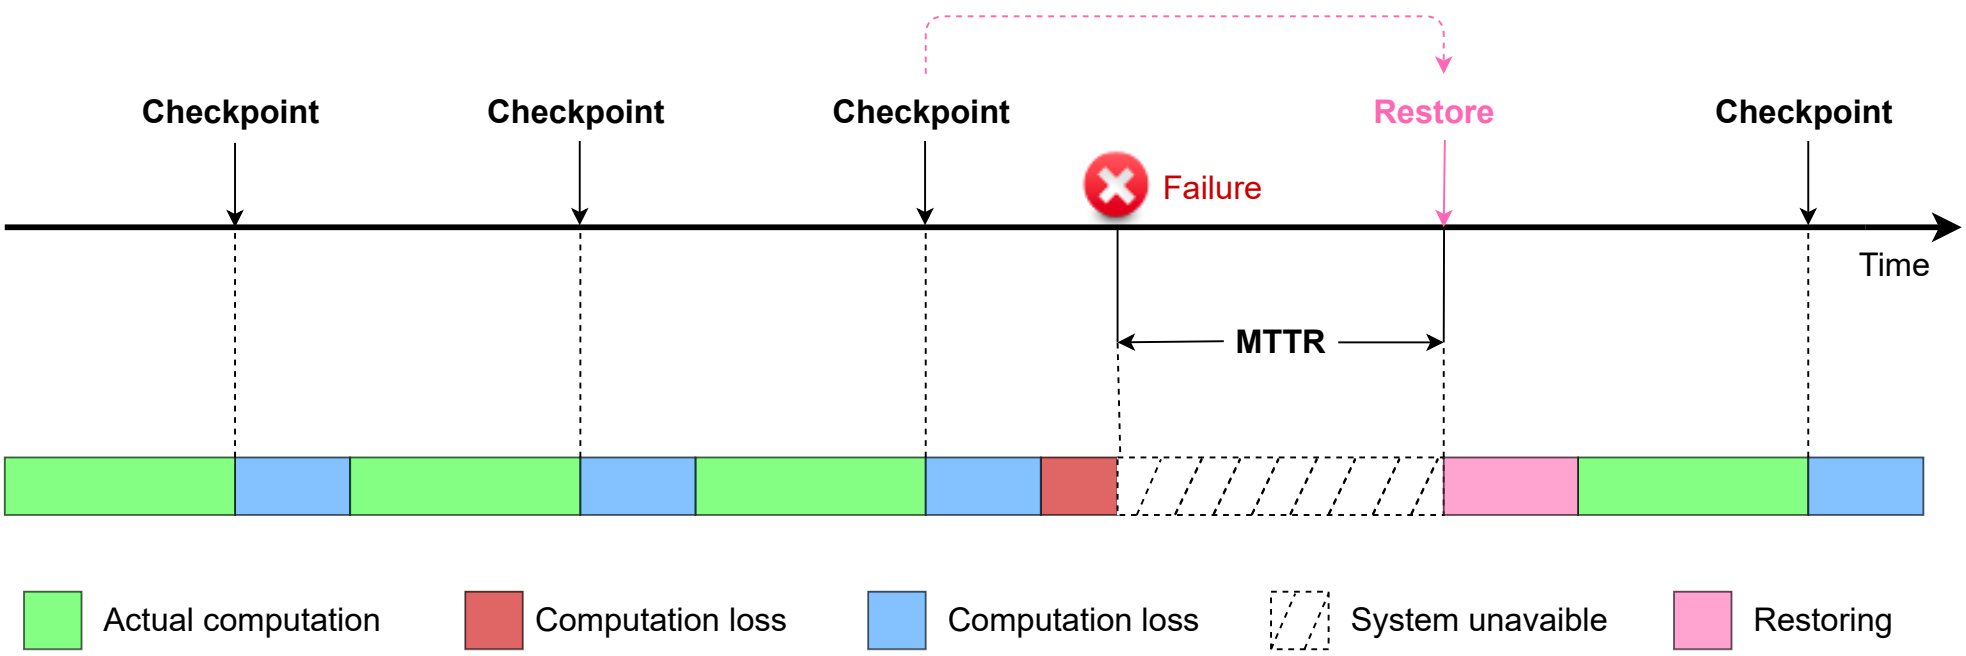 Checkpoint
Checkpoint
Checkpoint
Restore
Checkpoint
Failure
Time
MTTR
Actual computation
Computation loss
Computation loss
System unavaible
Restoring